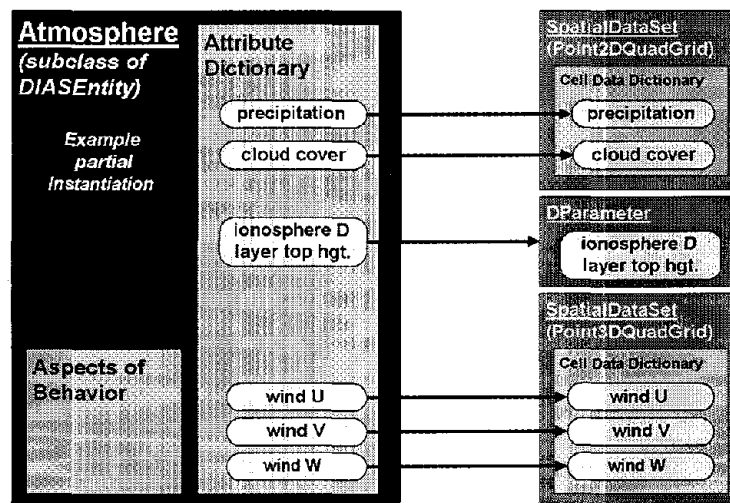 Atmosphere
(subclass of
DIASEntity)
Example
partial
Instantiation
Aspects of
Behavior
Attribute
Dictionary
precipitation
cloud cover
ionosphere D
layer top hgt.
wind U
wind V
wind W
SpatialDataSet
(Point2DQuadGrid)
Cell Data Dictionary
precipitation
cloud cover
DParameter
ionosphere D
layer top hgt.
SpatialDataSet
(Point3DQuadGrid)
Cell Data Dictionary
wind U
wind V
wind W